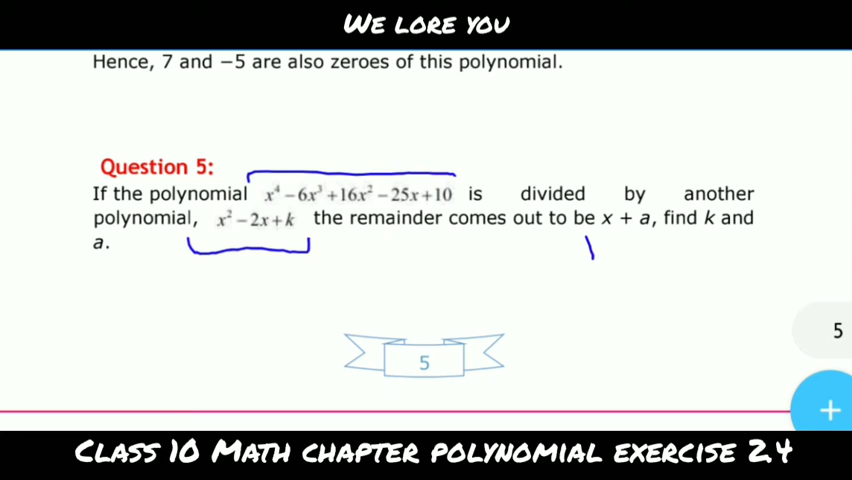 WE LORE YOU
Hence, 7 and −5 are also zeroes of this polynomial.
Question 5:
If the polynomial x⁴ − 6x³ + 16x² − 25x + 10 is divided by another
polynomial, x² − 2x + k the remainder comes out to be x + a, find k and
a.
5
5
+
CLASS 10 MATH CHAPTER POLYNOMIAL EXERCISE 2.4